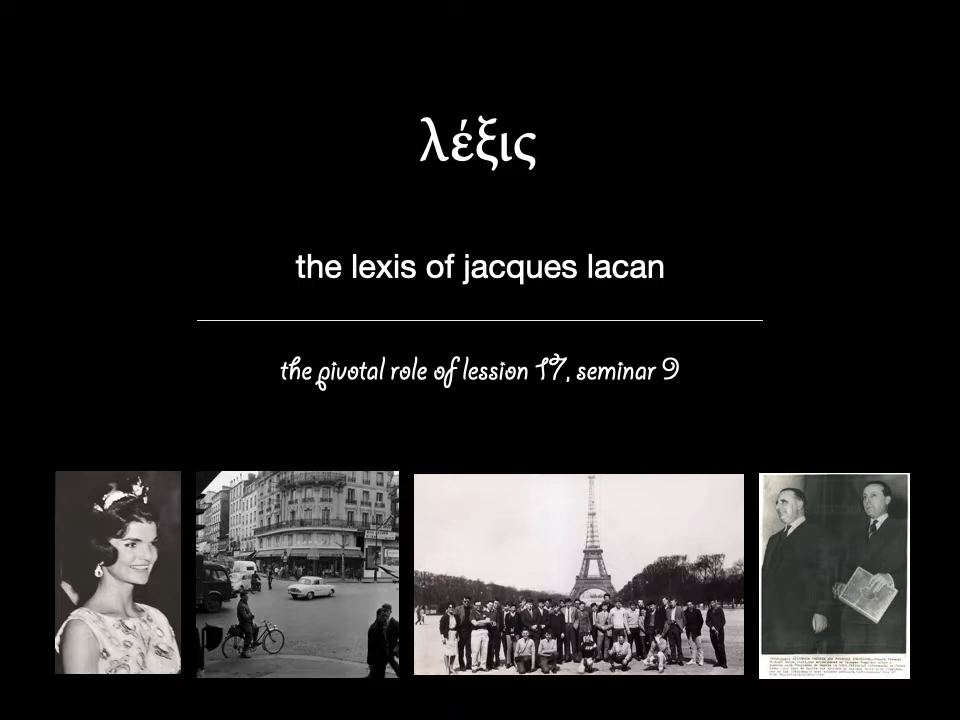 λέξις
the lexis of jacques lacan
the pivotal role of lession 17, seminar 9